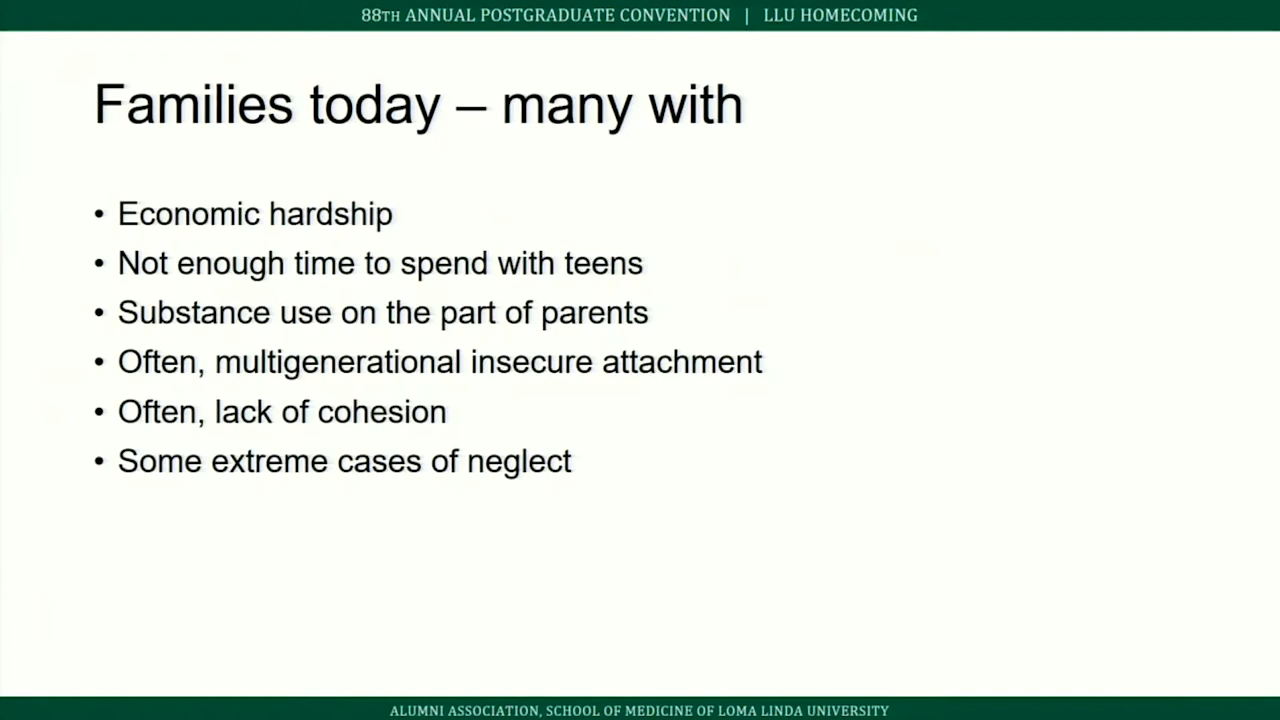 88TH ANNUAL POSTGRADUATE CONVENTION | LLU HOMECOMING
Families today – many with
• Economic hardship
• Not enough time to spend with teens
• Substance use on the part of parents
• Often, multigenerational insecure attachment
• Often, lack of cohesion
• Some extreme cases of neglect
ALUMNI ASSOCIATION, SCHOOL OF MEDICINE OF LOMA LINDA UNIVERSITY